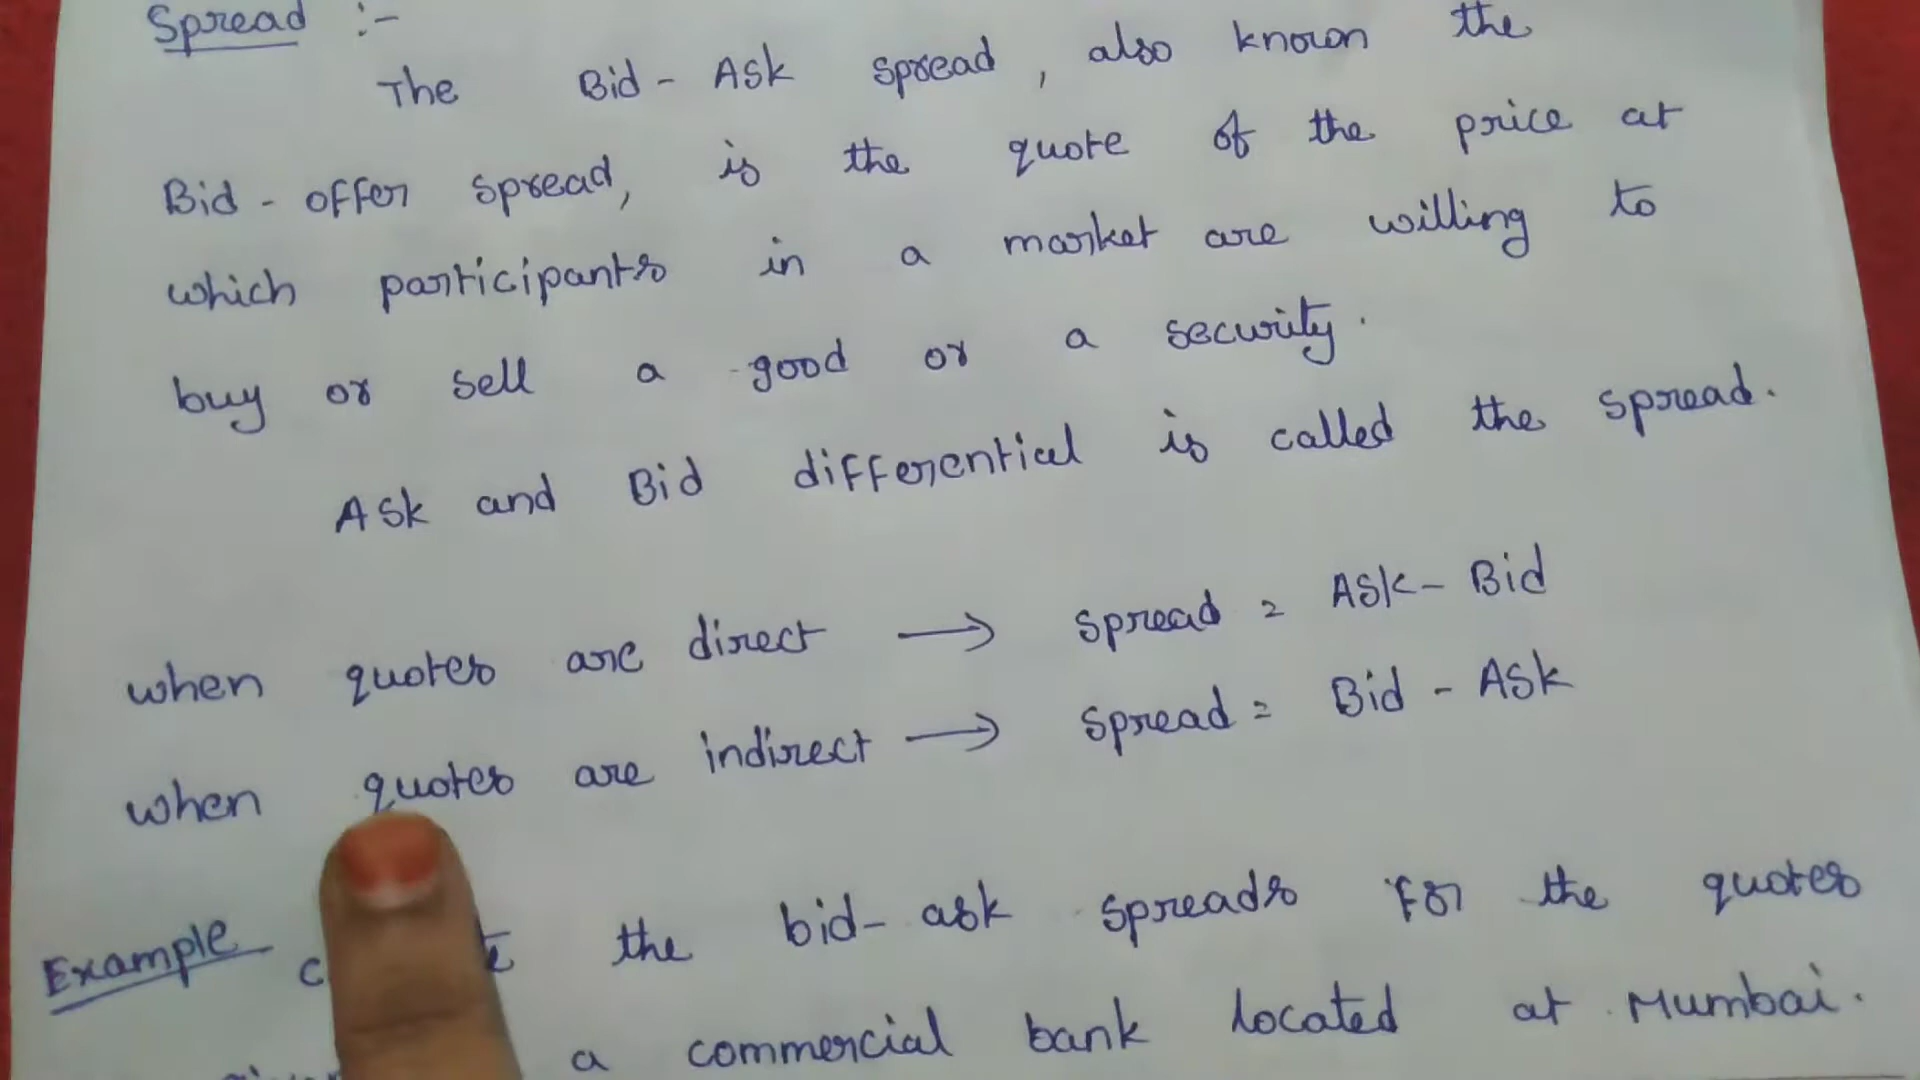 Spread :-
The Bid - Ask spread, also known the
Bid - offer spread, is the quote of the price at
which participants in a market are willing to
buy or sell a good or a security.
Ask and Bid differential is called the spread.
when quotes are direct → spread = Ask - Bid
when quotes are indirect → spread = Bid - Ask
Example the bid - ask spreads for the quotes
a commercial bank located at Mumbai.